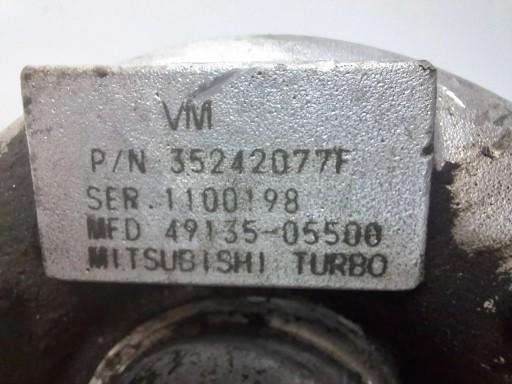 VM
P/N 35242077F
SER.1100198
MFD 49135-05500
MITSUBISHI TURBO